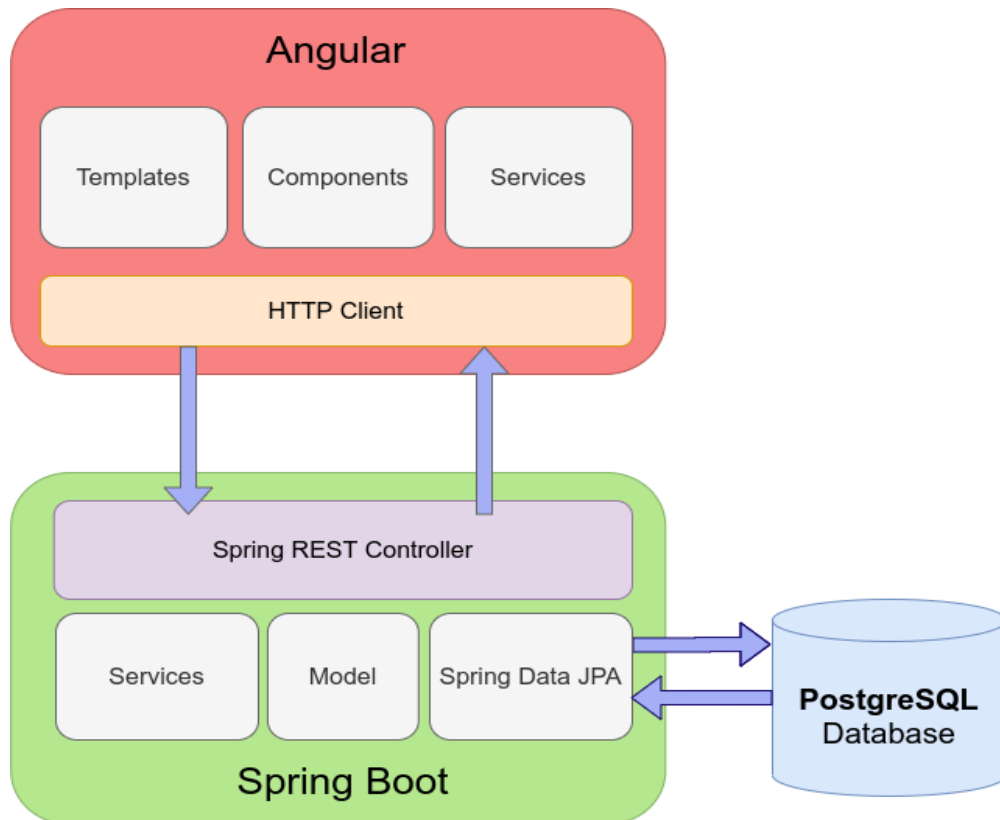 Angular
Templates
Components
Services
HTTP Client
Spring REST Controller
Services
Model
Spring Data JPA
PostgreSQL
Database
Spring Boot